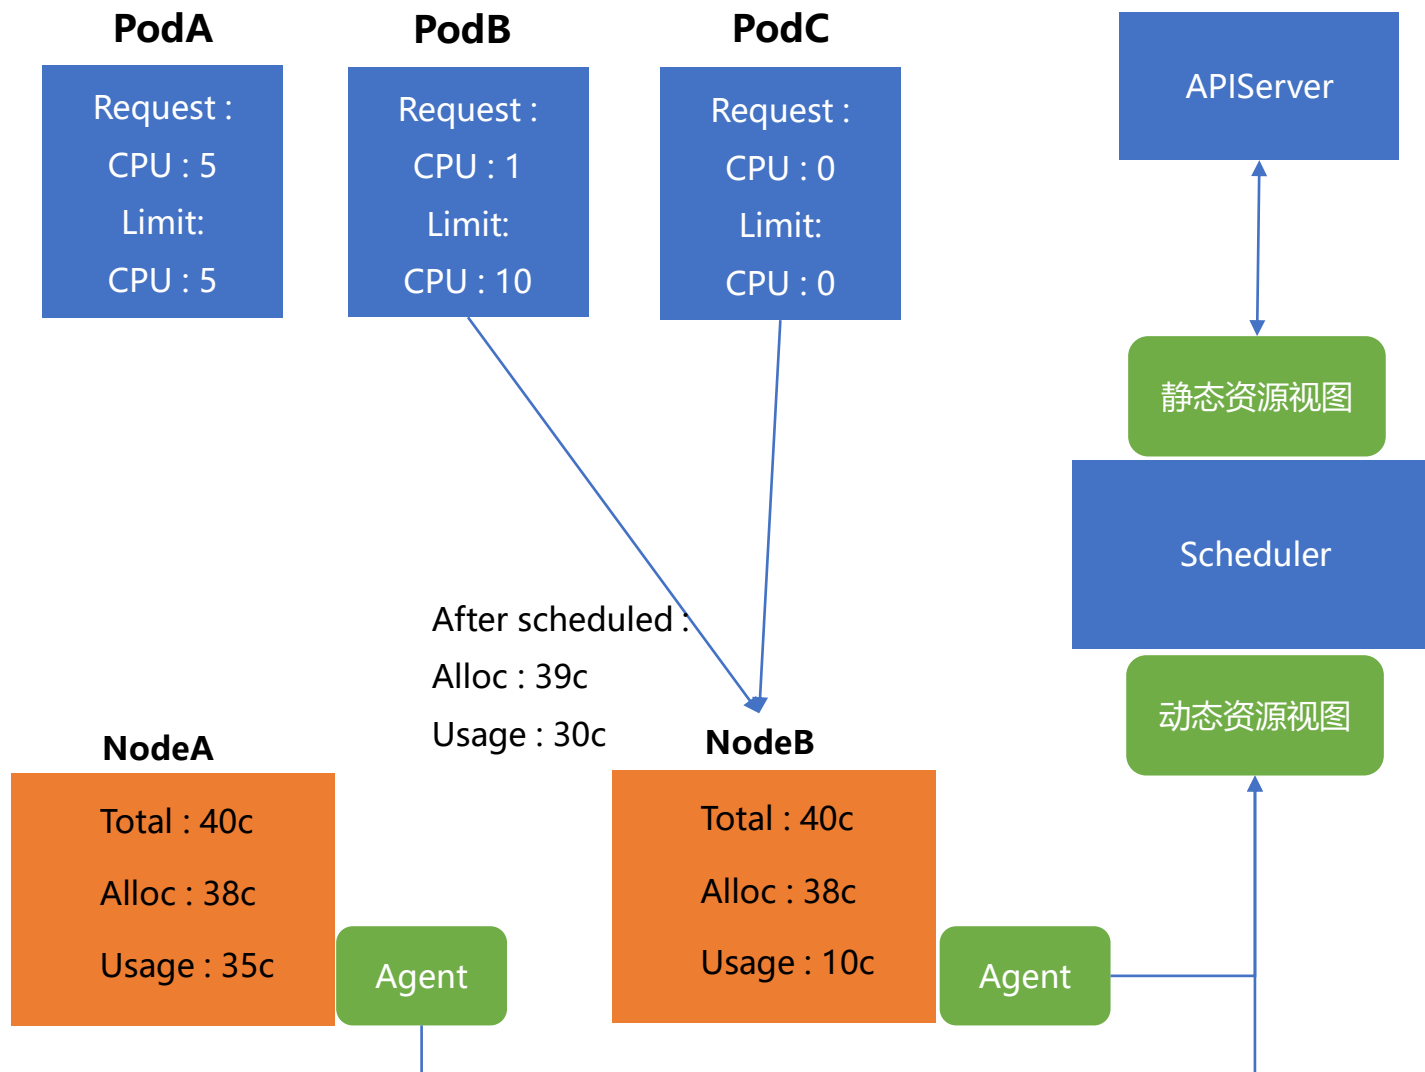 PodA
Request :
CPU : 5
Limit:
CPU : 5
PodB
Request :
CPU : 1
Limit:
CPU : 10
PodC
Request :
CPU : 0
Limit:
CPU : 0
APIServer
静态资源视图
Scheduler
动态资源视图
After scheduled :
Alloc : 39c
Usage : 30c
NodeA
Total : 40c
Alloc : 38c
Usage : 35c
Agent
NodeB
Total : 40c
Alloc : 38c
Usage : 10c
Agent